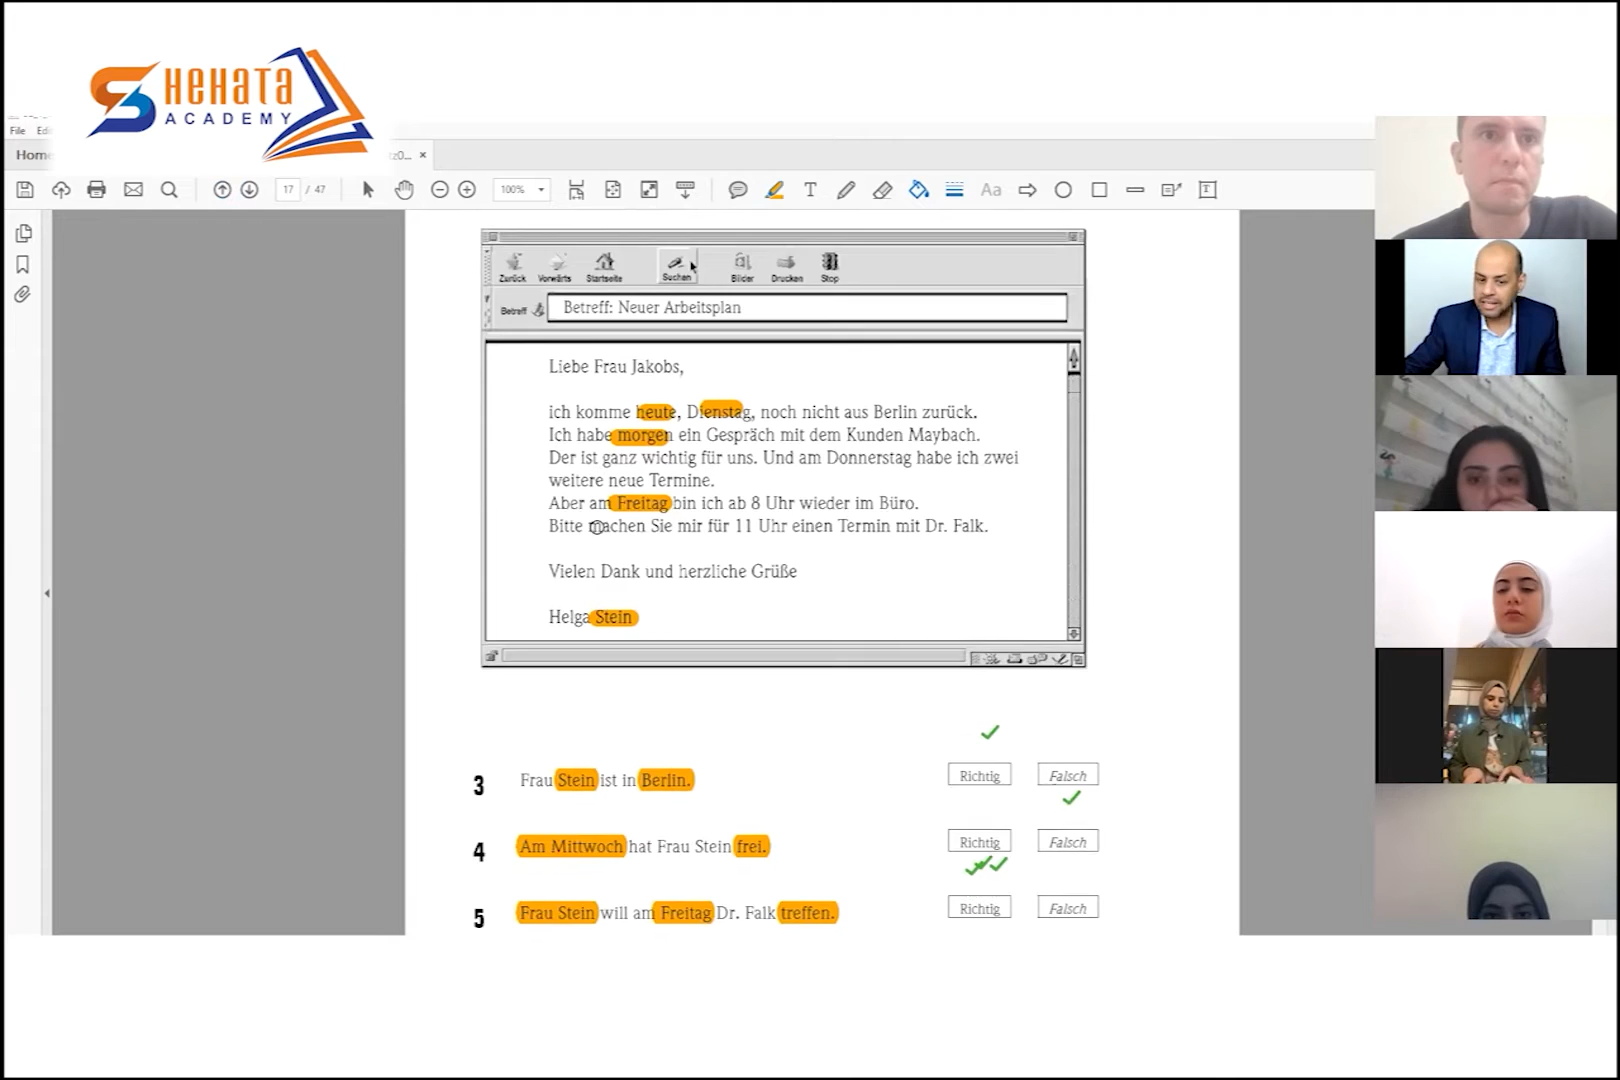 SHEHATA
ACADEMY
File
Home
17 / 47
100%
Aa
Zurück Vorwärts Startseite Suchen Bilder Drucken Stop
Betreff Betreff: Neuer Arbeitsplan
Liebe Frau Jakobs,
ich komme heute, Dienstag, noch nicht aus Berlin zurück.
Ich habe morgen ein Gespräch mit dem Kunden Maybach.
Der ist ganz wichtig für uns. Und am Donnerstag habe ich zwei
weitere neue Termine.
Aber am Freitag bin ich ab 8 Uhr wieder im Büro.
Bitte machen Sie mir für 11 Uhr einen Termin mit Dr. Falk.
Vielen Dank und herzliche Grüße
Helga Stein
3 Frau Stein ist in Berlin. Richtig Falsch
4 Am Mittwoch hat Frau Stein frei. Richtig Falsch
5 Frau Stein will am Freitag Dr. Falk treffen. Richtig Falsch